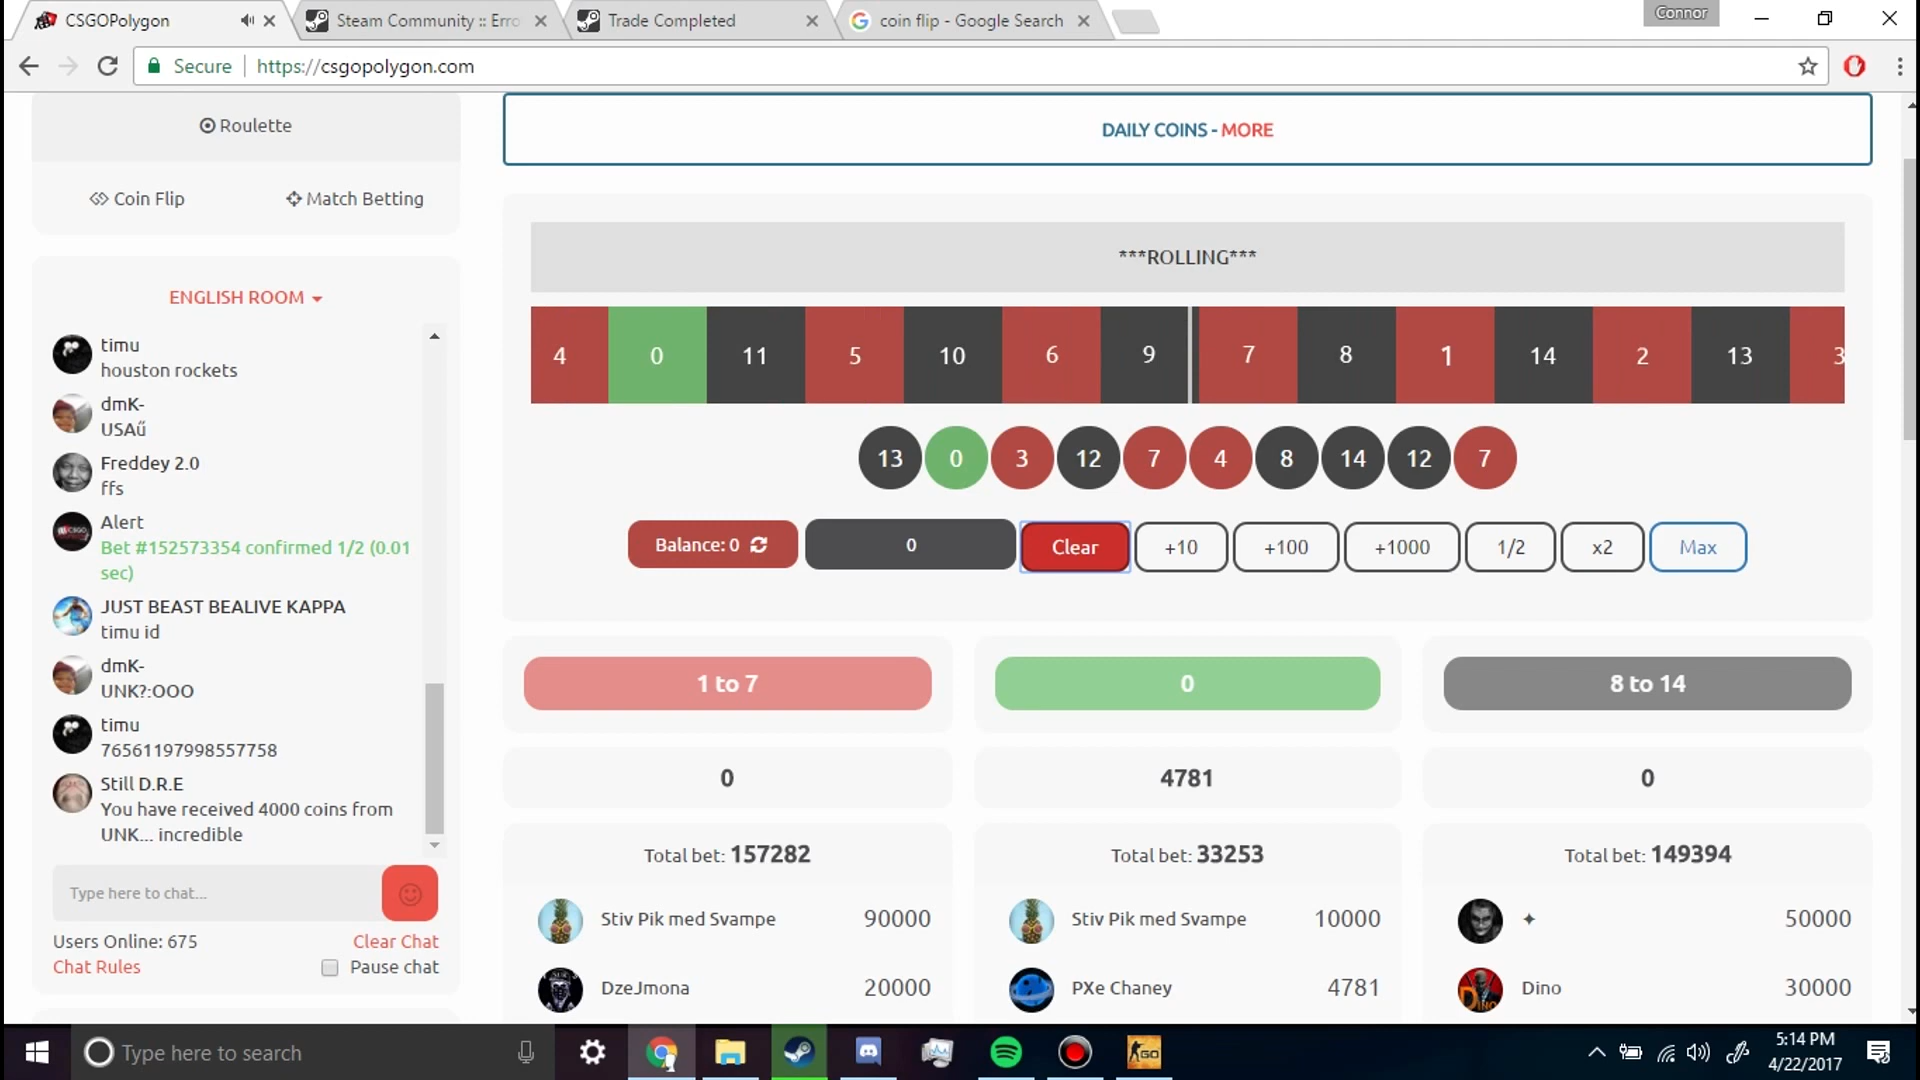 CSGOPolygon
Steam Community :: Erro
Trade Completed
coin flip - Google Search
Connor
Secure
https://csgopolygon.com
Roulette
Coin Flip
Match Betting
ENGLISH ROOM
timu
houston rockets
dmK-
USAű
Freddey 2.0
ffs
Alert
Bet #152573354 confirmed 1/2 (0.01
sec)
JUST BEAST BEALIVE KAPPA
timu id
dmK-
UNK?:OOO
timu
76561197998557758
Still D.R.E
You have received 4000 coins from
UNK... incredible
Type here to chat...
Users Online: 675
Clear Chat
Chat Rules
Pause chat
DAILY COINS - MORE
***ROLLING***
4 0 11 5 10 6 9 7 8 1 14 2 13 3
13 0 3 12 7 4 8 14 12 7
Balance: 0
0
Clear
+10
+100
+1000
1/2
x2
Max
1 to 7
0
8 to 14
0
4781
0
Total bet: 157282
Total bet: 33253
Total bet: 149394
Stiv Pik med Svampe 90000
Stiv Pik med Svampe 10000
✦ 50000
DzeJmona 20000
PXe Chaney 4781
Dino 30000
Type here to search
5:14 PM
4/22/2017